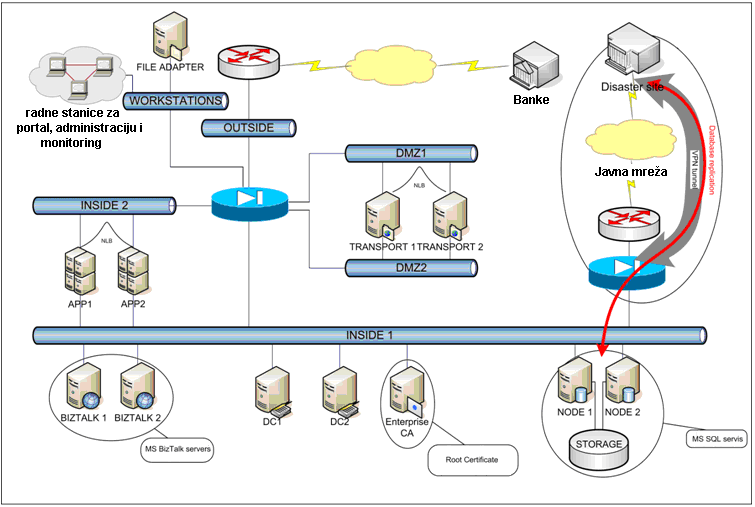 FILE ADAPTER
radne stanice za
portal, administraciju i
monitoring
WORKSTATIONS
OUTSIDE
Banke
Disaster site
Javna mreža
Database replication
VPN tunnel
DMZ1
NLB
TRANSPORT 1
TRANSPORT 2
DMZ2
INSIDE 2
NLB
APP1
APP2
INSIDE 1
BIZTALK 1
BIZTALK 2
MS BizTalk servers
DC1
DC2
Enterprise
CA
Root Certificate
NODE 1
NODE 2
STORAGE
MS SQL servis